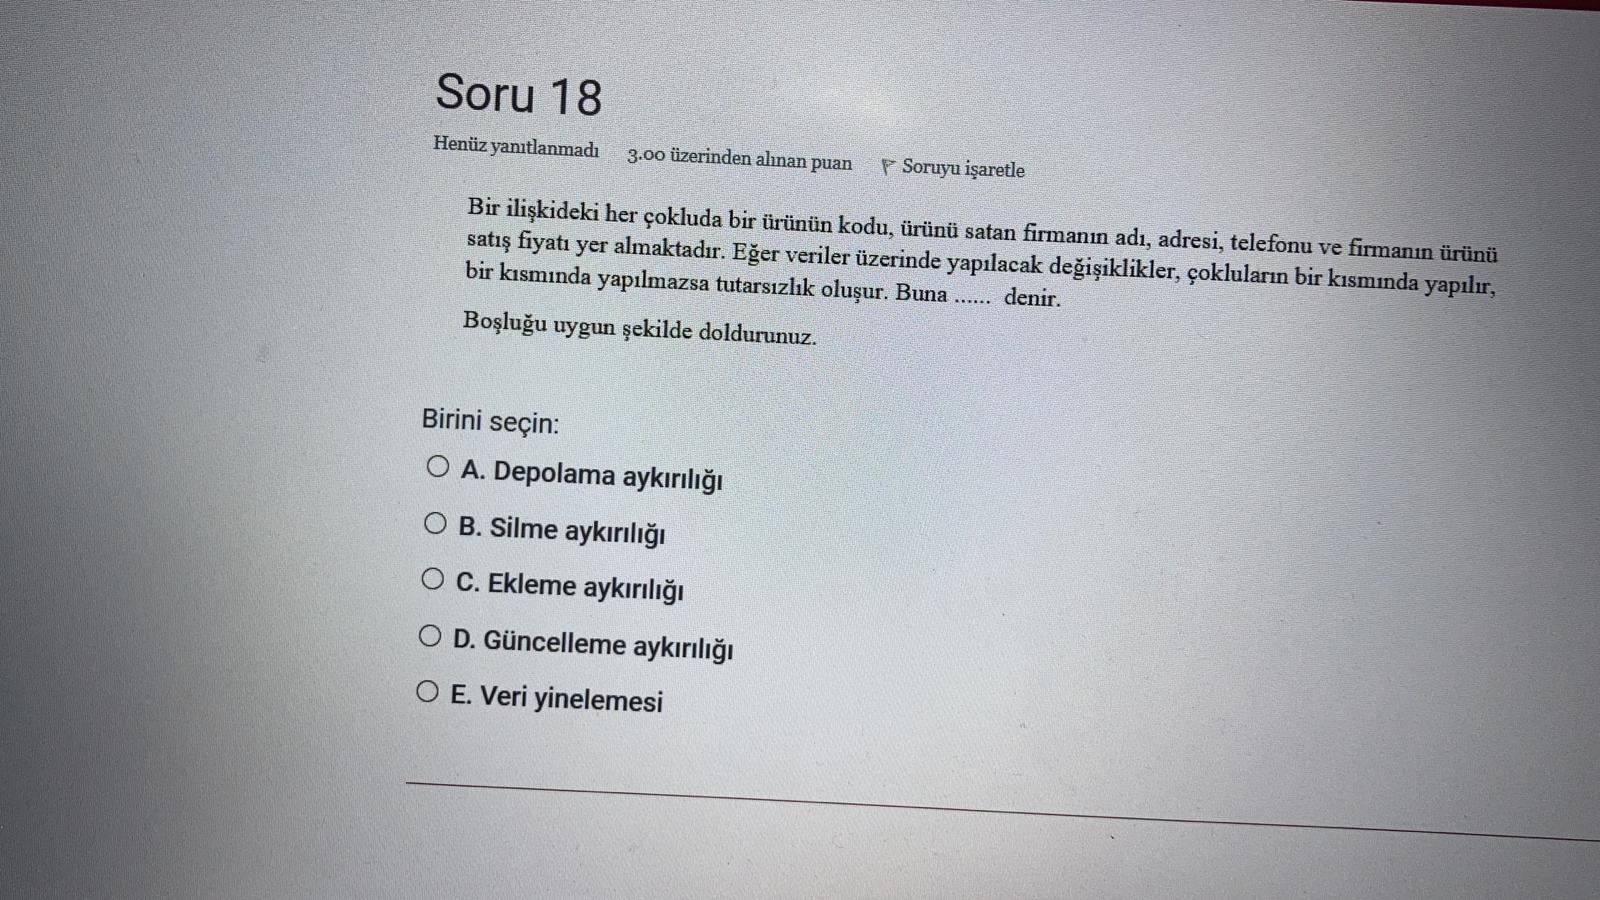 Soru 18
Henüz yanıtlanmadı 3.00 üzerinden alınan puan Soruyu işaretle
Bir ilişkideki her çokluda bir ürünün kodu, ürünü satan firmanın adı, adresi, telefonu ve firmanın ürünü
satış fiyatı yer almaktadır. Eğer veriler üzerinde yapılacak değişiklikler, çokluların bir kısmında yapılır,
bir kısmında yapılmazsa tutarsızlık oluşur. Buna ...... denir.
Boşluğu uygun şekilde doldurunuz.
Birini seçin:
A. Depolama aykırılığı
B. Silme aykırılığı
C. Ekleme aykırılığı
D. Güncelleme aykırılığı
E. Veri yinelemesi